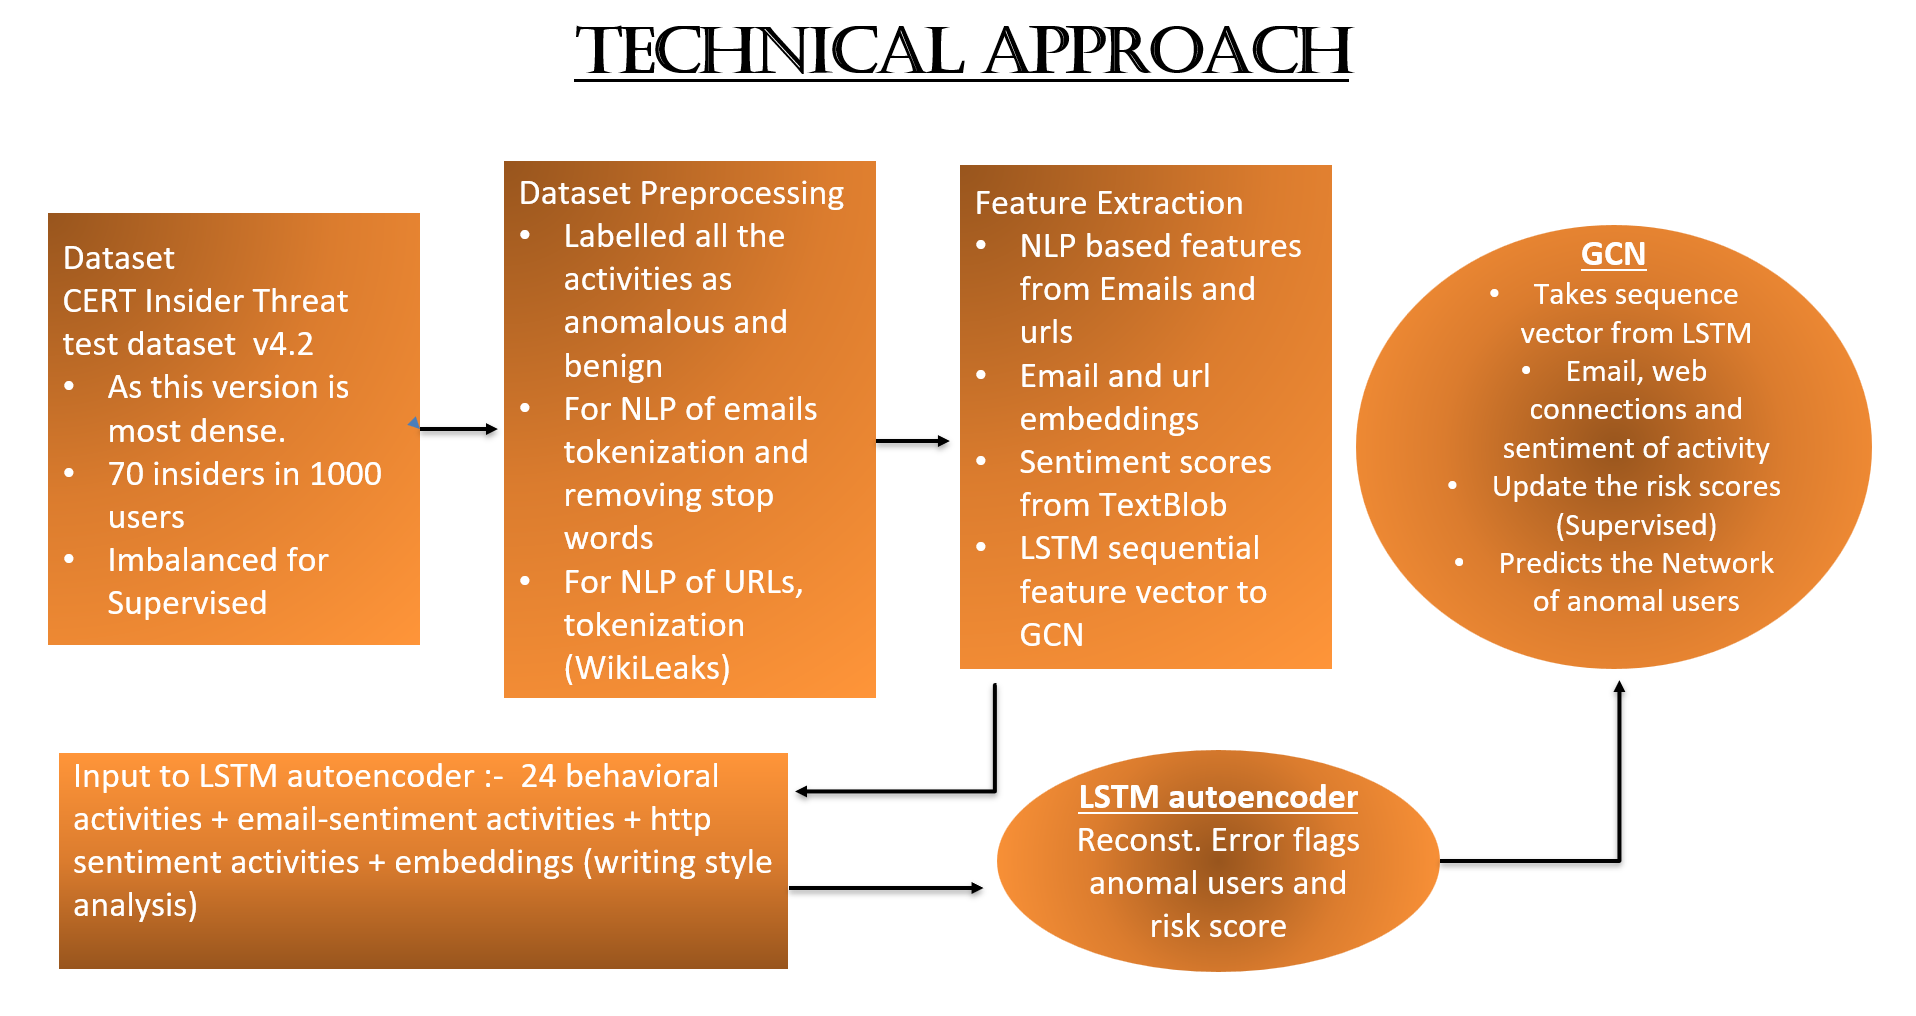 TECHNICAL APPROACH
Dataset
CERT Insider Threat
test dataset v4.2
• As this version is
most dense.
• 70 insiders in 1000
users
• Imbalanced for
Supervised
Dataset Preprocessing
• Labelled all the
activities as
anomalous and
benign
• For NLP of emails
tokenization and
removing stop
words
• For NLP of URLs,
tokenization
(WikiLeaks)
Feature Extraction
• NLP based features
from Emails and
urls
• Email and url
embeddings
• Sentiment scores
from TextBlob
• LSTM sequential
feature vector to
GCN
GCN
• Takes sequence
vector from LSTM
• Email, web
connections and
sentiment of activity
• Update the risk scores
(Supervised)
• Predicts the Network
of anomal users
Input to LSTM autoencoder :- 24 behavioral
activities + email-sentiment activities + http
sentiment activities + embeddings (writing style
analysis)
LSTM autoencoder
Reconst. Error flags
anomal users and
risk score